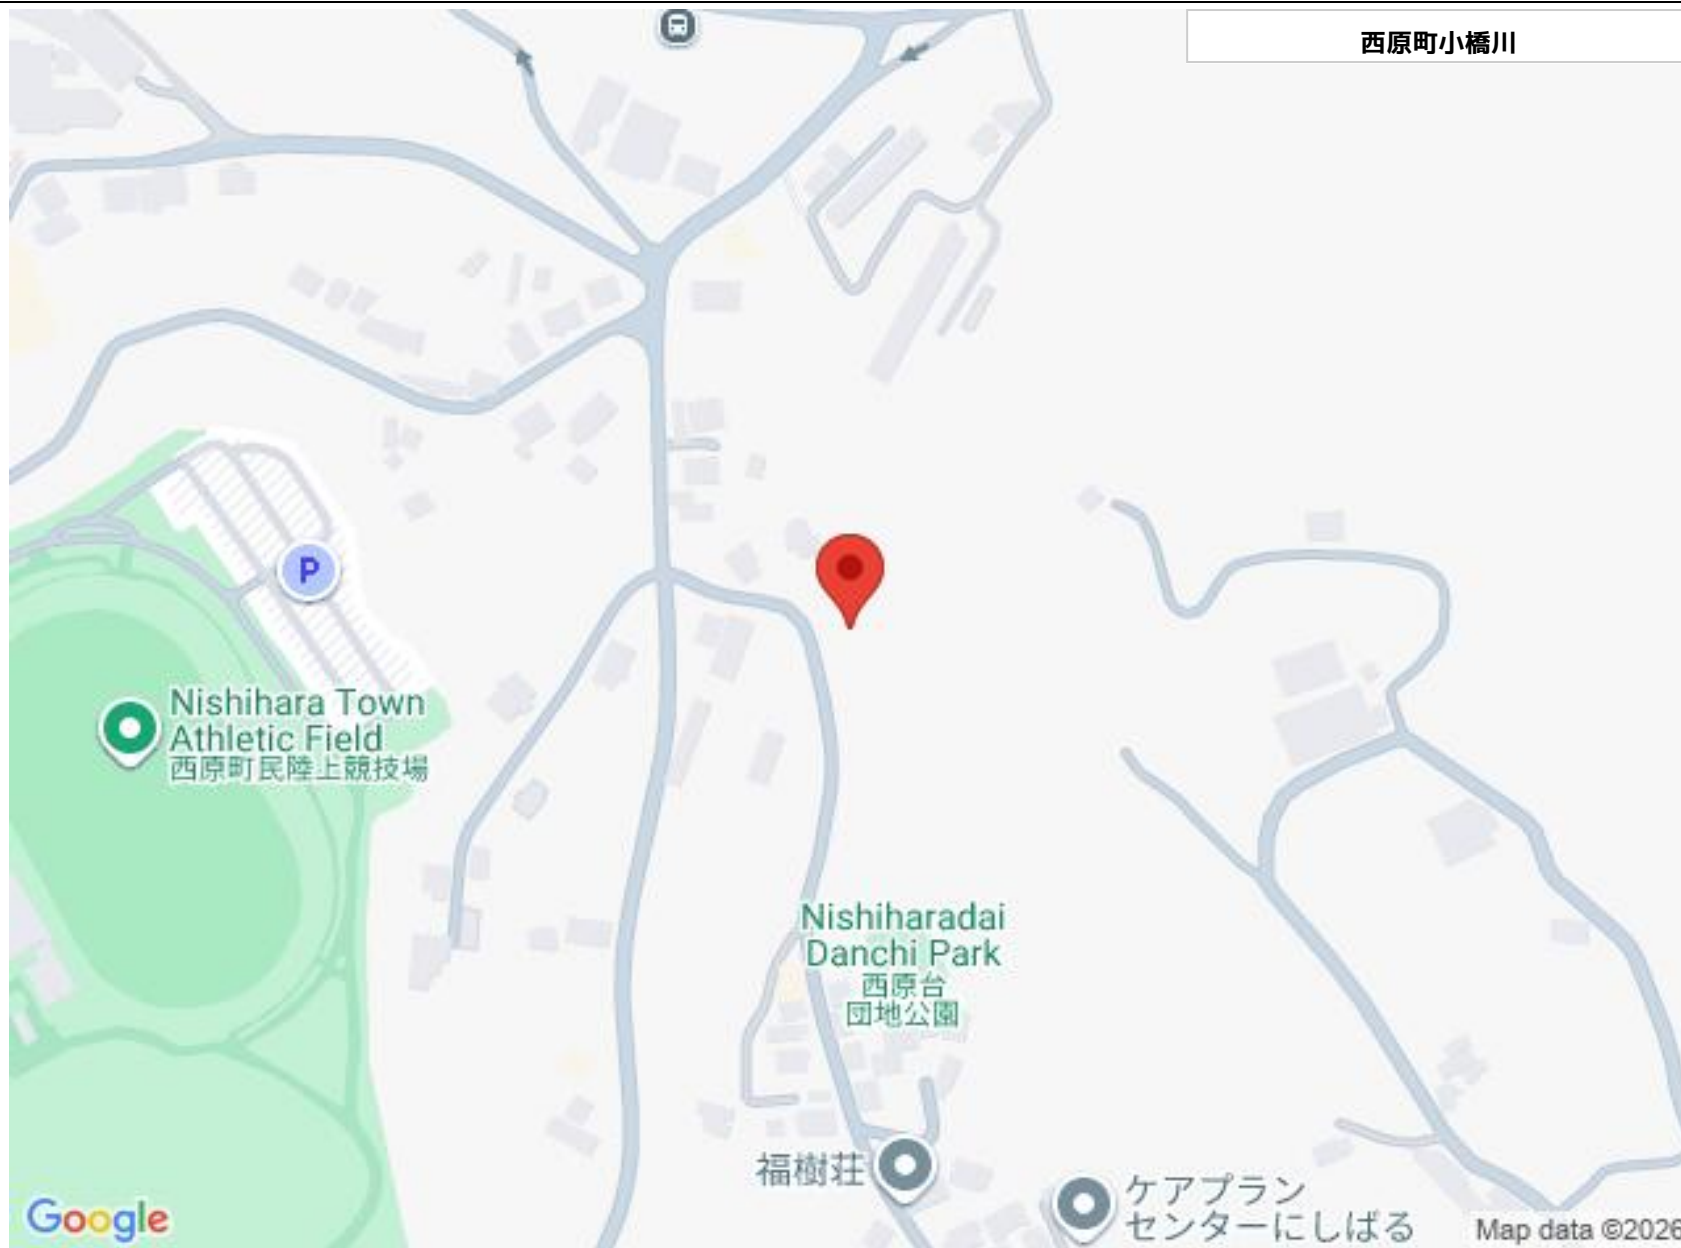 西原町小橋川
P
Nishihara Town
Athletic Field
西原町民陸上競技場
Nishiharadai
Danchi Park
西原台
団地公園
福樹荘
ケアプラン
センターにしばる
Google
Map data ©2026